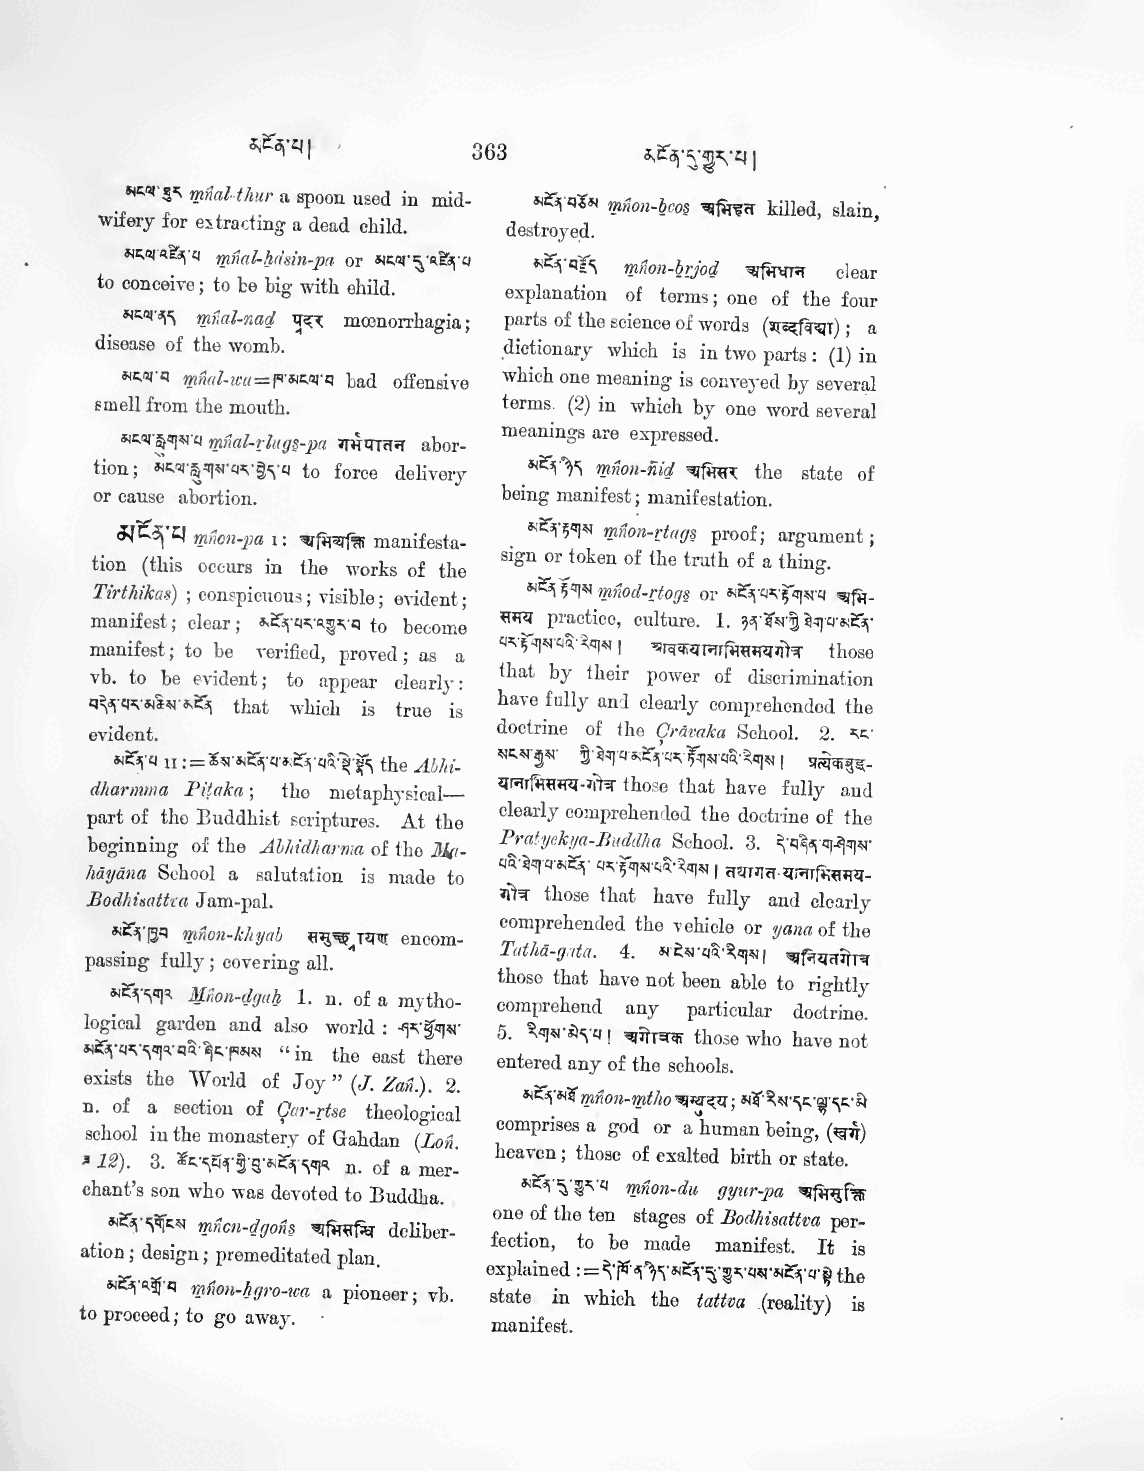 མངོན་པ། 363 མངོན་དུ་གྱུར་པ།
མངལ་ཐུར mṅal-thur a spoon used in mid-
wifery for extracting a dead child.
མངལ་འཛིན་པ mṅal-ḥdsin-pa or མངལ་དུ་འཛིན་པ
to conceive; to be big with child.
མངལ་ནད mṅal-nad प्रदर mœnorrhagia;
disease of the womb.
མངལ་བ mṅal-wa=ཁ་མངལ་བ bad offensive
smell from the mouth.
མངལ་རླུགས་པ mṅal-rlugs-pa गर्भपातन abor-
tion; མངལ་རླུགས་པར་བྱེད་པ to force delivery
or cause abortion.
མངོན་པ mṅon-pa I: अभिव्यक्ति manifesta-
tion (this occurs in the works of the
Tirthikas); conspicuous; visible; evident;
manifest; clear; མངོན་པར་འགྱུར་བ to become
manifest; to be verified, proved; as a
vb. to be evident; to appear clearly:
བདེན་པར་མཆིས་མངོན that which is true is
evident.
མངོན་པ II:=ཆོས་མངོན་པ་མངོན་པའི་སྡེ་སྣོད the Abhi-
dharmma Piṭaka; the metaphysical—
part of the Buddhist scriptures. At the
beginning of the Abhidharma of the Ma-
hāyāna School a salutation is made to
Bodhisattva Jam-pal.
མངོན་ཁྱབ mṅon-khyab समुच्छ्रायण encom-
passing fully; covering all.
མངོན་དགའ Mṅon-dgaḥ 1. n. of a mytho-
logical garden and also world: ཤར་ཕྱོགས་
མངོན་པར་དགའ་བའི་ཞིང་ཁམས "in the east there
exists the World of Joy" (J. Zaṅ.). 2.
n. of a section of Çar-rtse theological
school in the monastery of Gahdan (Loṅ.
12). 3. ཚོང་དཔོན་གྱི་བུ་མངོན་དགའ n. of a mer-
chant's son who was devoted to Buddha.
མངོན་དགོངས mṅon-dgoṅs अभिसन्धि deliber-
ation; design; premeditated plan.
མངོན་འགྲོ་བ mṅon-ḥgro-wa a pioneer; vb.
to proceed; to go away.
མངོན་བཅོས mṅon-bcos अभिहत killed, slain,
destroyed.
མངོན་བརྗོད mṅon-brjod अभिधान clear
explanation of terms; one of the four
parts of the science of words (शब्दविद्या); a
dictionary which is in two parts: (1) in
which one meaning is conveyed by several
terms. (2) in which by one word several
meanings are expressed.
མངོན་ཉིད mṅon-ñid अभिसर the state of
being manifest; manifestation.
མངོན་རྟགས mṅon-rtags proof; argument;
sign or token of the truth of a thing.
མངོན་རྟོགས mṅod-rtogs or མངོན་པར་རྟོགས་པ अभि-
समय practice, culture. 1. ཉན་ཐོས་ཀྱི་ཐེག་པ་མངོན་
པར་རྟོགས་པའི་རིགས། श्रावकयानाभिसमयगोत्र those
that by their power of discrimination
have fully and clearly comprehended the
doctrine of the Çrāvaka School. 2. རང་
སངས་རྒྱས་ ཀྱི་ཐེག་པ་མངོན་པར་རྟོགས་པའི་རིགས། प्रत्येकबुद्ध-
यानाभिसमय-गोत्र those that have fully and
clearly comprehended the doctrine of the
Pratyekya-Buddha School. 3. དེ་བཞིན་གཤེགས་
པའི་ཐེག་པ་མངོན་ པར་རྟོགས་པའི་རིགས། तथागत-यानाभिसमय-
गोत्र those that have fully and clearly
comprehended the vehicle or yana of the
Tathā-gata. 4. མ་ངེས་པའི་རིགས། अनियतगोत्र
those that have not been able to rightly
comprehend any particular doctrine.
5. རིགས་མེད་པ། अगोत्रक those who have not
entered any of the schools.
མངོན་མཐོ mṅon-mtho अभ्युदय; མཐོ་རིས་དང་ལྷ་དང་མི
comprises a god or a human being, (स्वर्ग)
heaven; those of exalted birth or state.
མངོན་དུ་གྱུར་པ mṅon-du gyur-pa
one of the ten stages of Bodhisattva per-
fection, to be made manifest. It is
explained:=དེ་ཁོ་ན་ཉིད་མངོན་དུ་གྱུར་པས་མངོན་པ་སྟེ the
state in which the tattva (reality) is
manifest.